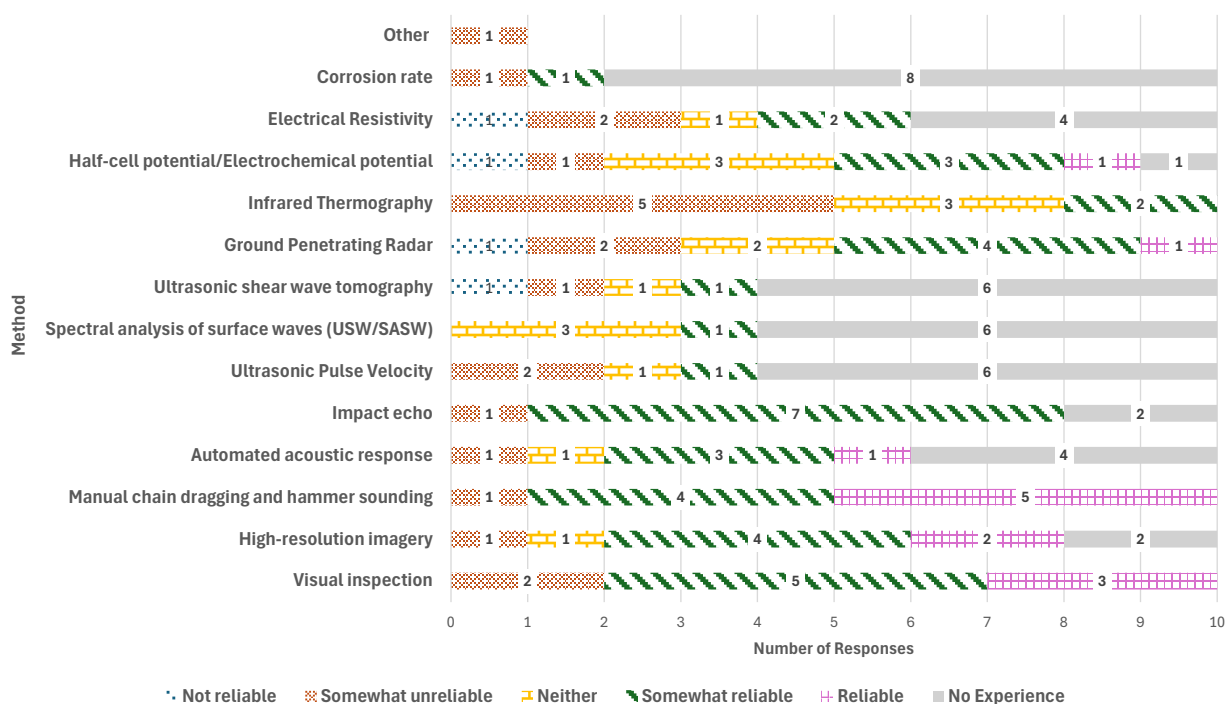 Other
1
Corrosion rate
1 1 8
Electrical Resistivity
1 2 1 2 4
Half-cell potential/Electrochemical potential
1 1 3 3 1 1
Infrared Thermography
5 3 2
Ground Penetrating Radar
1 2 2 4 1
Ultrasonic shear wave tomography
1 1 1 1 6
Spectral analysis of surface waves (USW/SASW)
3 1 6
Ultrasonic Pulse Velocity
2 1 1 6
Impact echo
1 7 2
Automated acoustic response
1 1 3 1 4
Manual chain dragging and hammer sounding
1 4 5
High-resolution imagery
1 1 4 2 2
Visual inspection
2 5 3
Method
0 1 2 3 4 5 6 7 8 9 10
Number of Responses
Not reliable Somewhat unreliable Neither Somewhat reliable Reliable No Experience